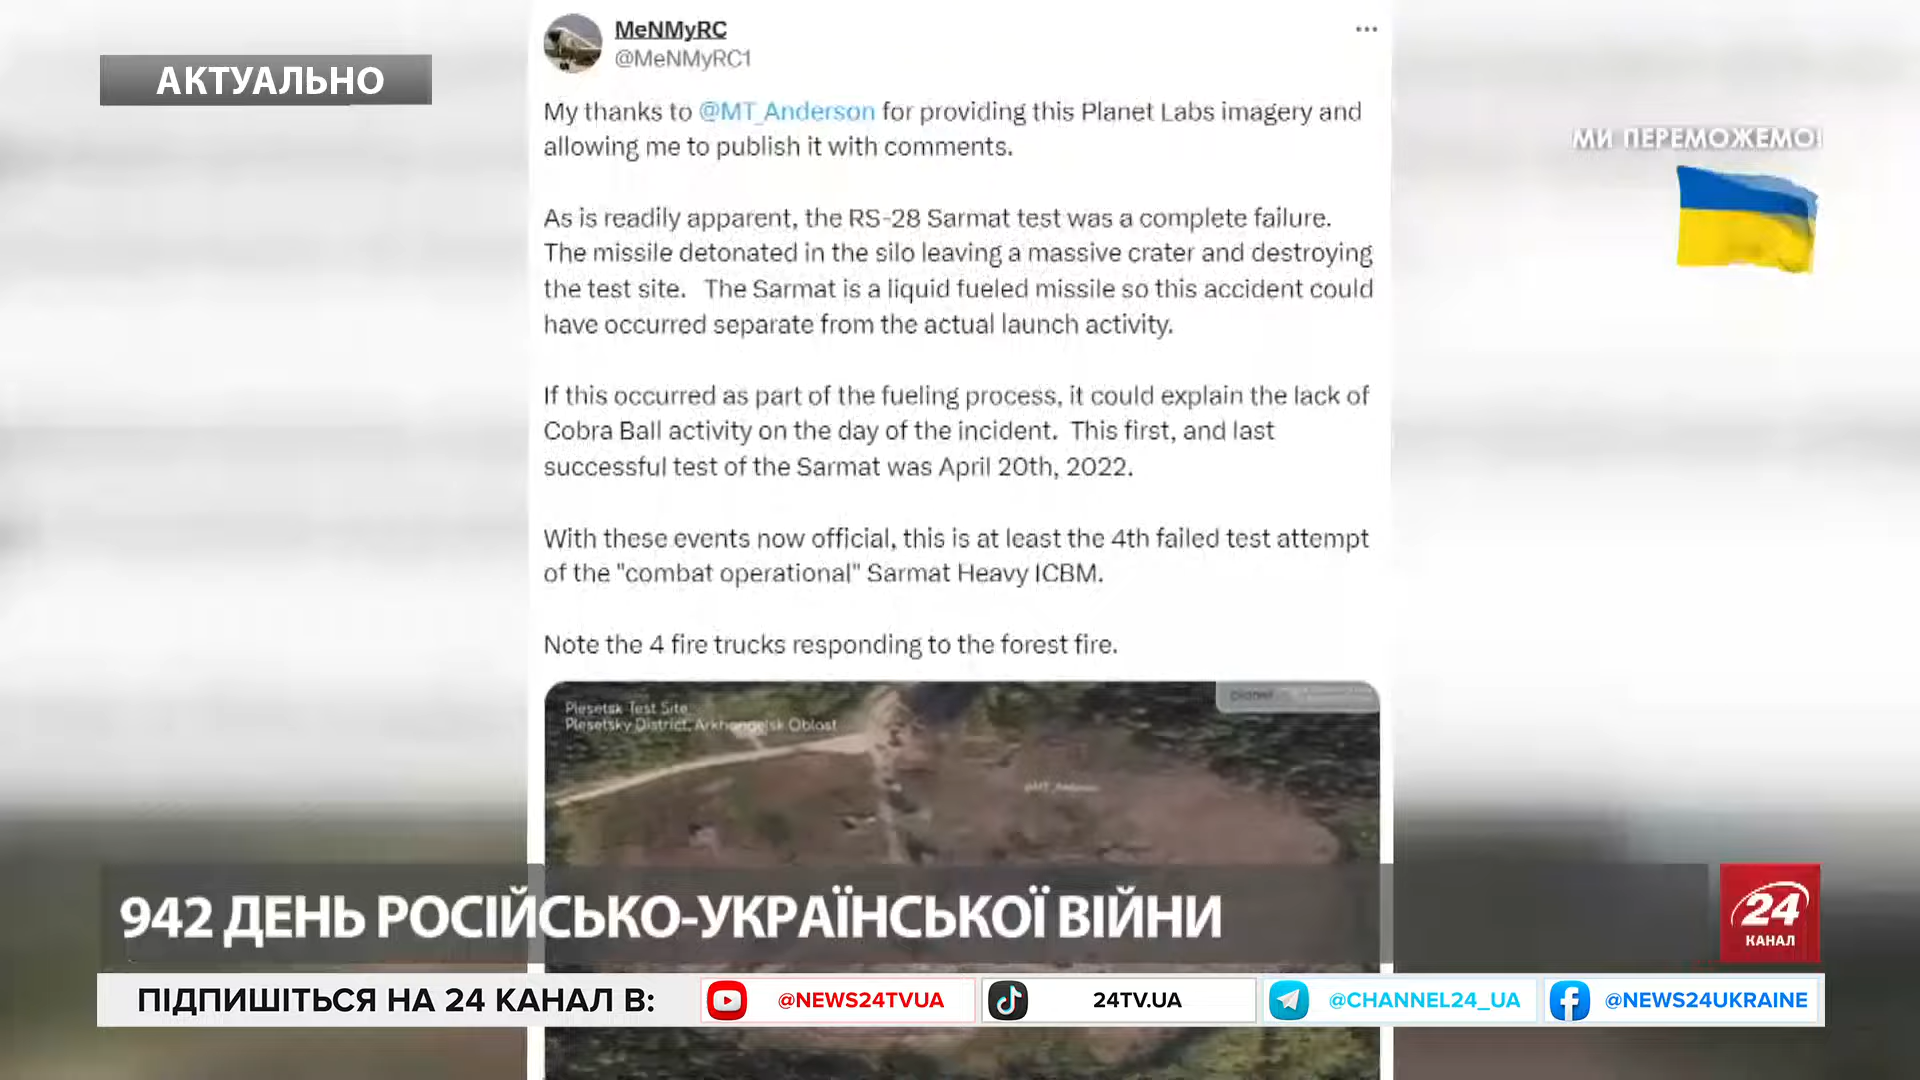 АКТУАЛЬНО
MeNMyRC
@MeNMyRC1
My thanks to @MT_Anderson for providing this Planet Labs imagery and
allowing me to publish it with comments.
As is readily apparent, the RS-28 Sarmat test was a complete failure.
The missile detonated in the silo leaving a massive crater and destroying
the test site. The Sarmat is a liquid fueled missile so this accident could
have occurred separate from the actual launch activity.
If this occurred as part of the fueling process, it could explain the lack of
Cobra Ball activity on the day of the incident. This first, and last
successful test of the Sarmat was April 20th, 2022.
With these events now official, this is at least the 4th failed test attempt
of the "combat operational" Sarmat Heavy ICBM.
Note the 4 fire trucks responding to the forest fire.
МИ ПЕРЕМОЖЕМО!
Plesetsk Test Site
Plesetsky District, Arkhangelsk Oblast
planet
@MT_Anderson
942 ДЕНЬ РОСІЙСЬКО-УКРАЇНСЬКОЇ ВІЙНИ
24
КАНАЛ
ПІДПИШІТЬСЯ НА 24 КАНАЛ В:
@NEWS24TVUA
24TV.UA
@CHANNEL24_UA
@NEWS24UKRAINE